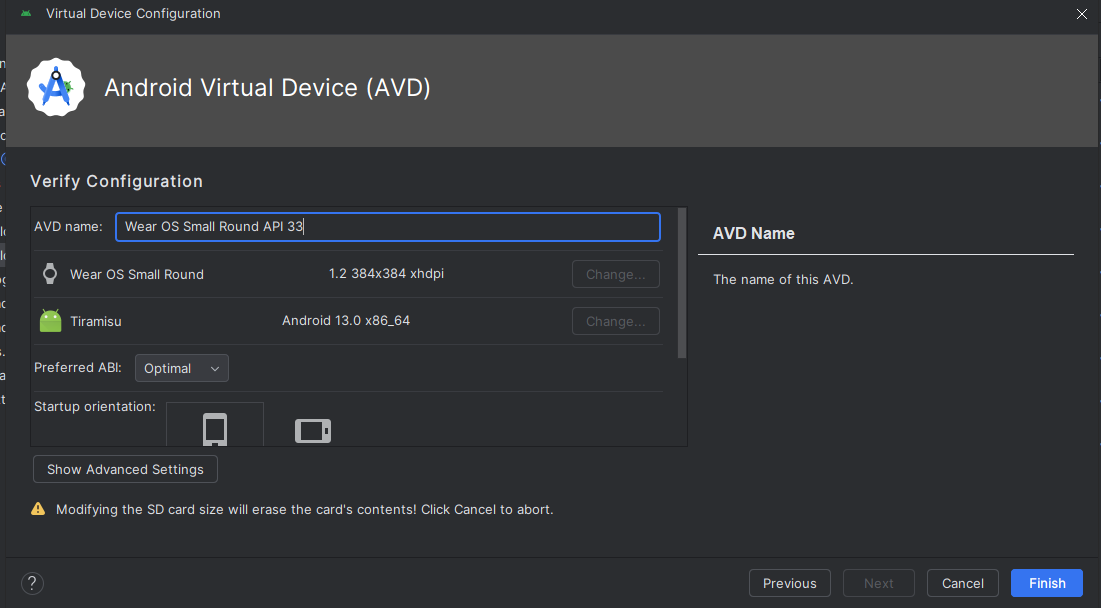 Virtual Device Configuration
Android Virtual Device (AVD)
Verify Configuration
AVD name: Wear OS Small Round API 33
Wear OS Small Round 1.2 384x384 xhdpi Change...
Tiramisu Android 13.0 x86_64 Change...
Preferred ABI: Optimal
Startup orientation:
Show Advanced Settings
Modifying the SD card size will erase the card's contents! Click Cancel to abort.
AVD Name
The name of this AVD.
?
Previous Next Cancel Finish